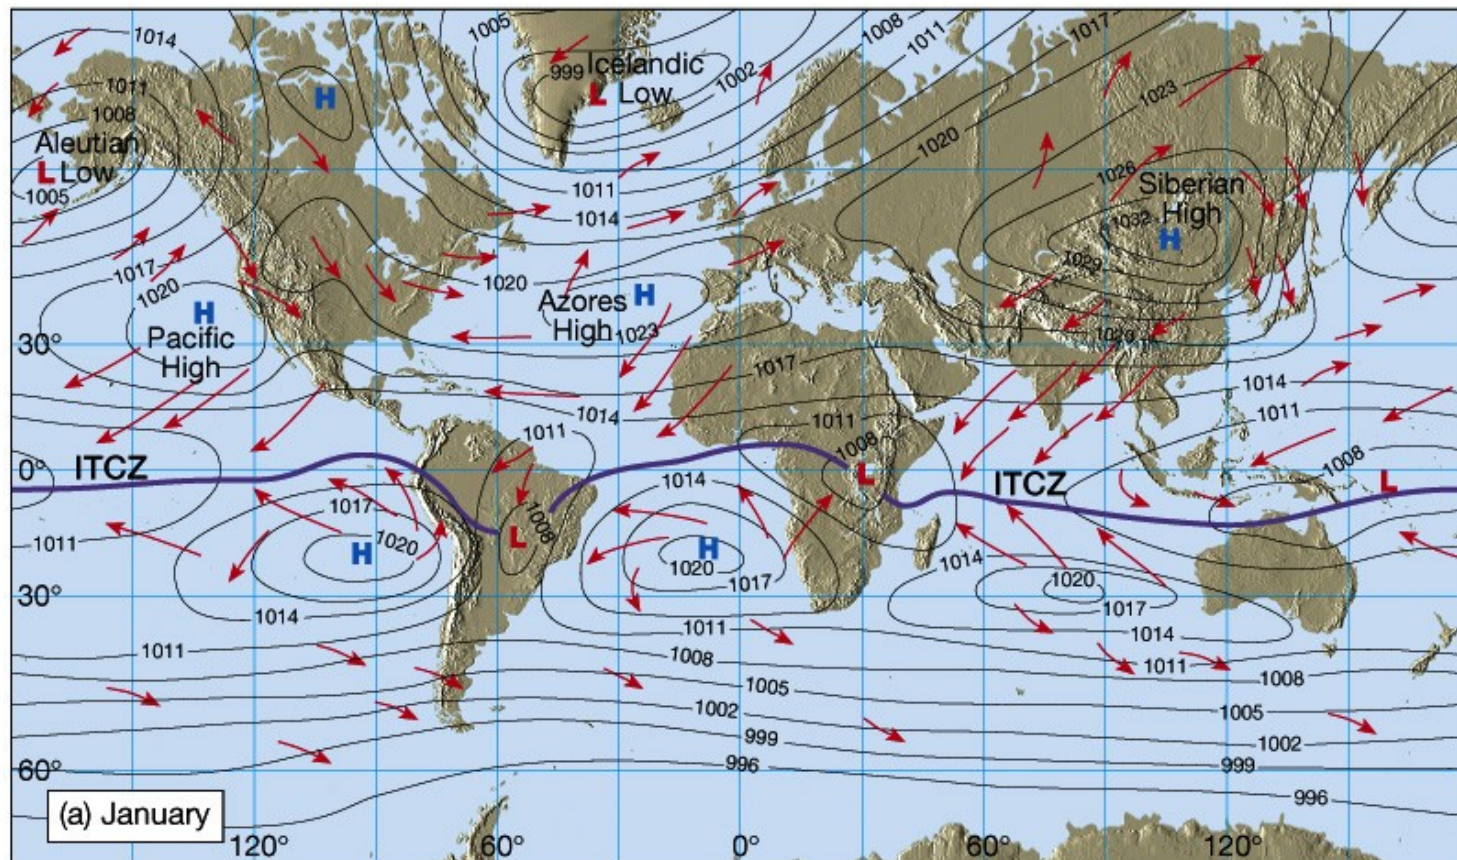 1005
1008
1017
1014
1011
999
Icelandic
L Low
1002
H
1011
1023
1008
1020
Aleutian
L Low
1005
1011
1014
1026
Siberian
High
1032
H
1017
1029
1020
1020
H
Pacific
High
Azores
High
H
1023
1026
30°
1017
1014
1014
1011
1011
1011
1008
1008
L
L
0°
ITCZ
ITCZ
1014
1017
1008
1011
1020
H
L
H
1020
1017
1014
1020
1017
30°
1014
1011
1014
1011
1008
1011
1008
1005
1005
1002
1002
999
999
996
996
60°
(a) January
120°
60°
0°
60°
120°